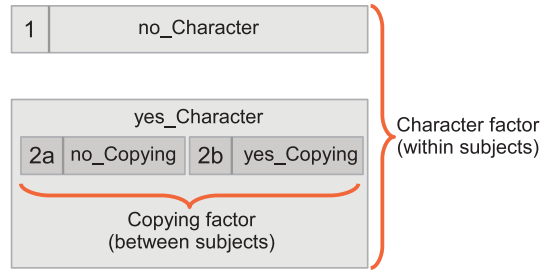 1 no_Character
yes_Character
2a no_Copying 2b yes_Copying
Copying factor
(between subjects)
Character factor
(within subjects)